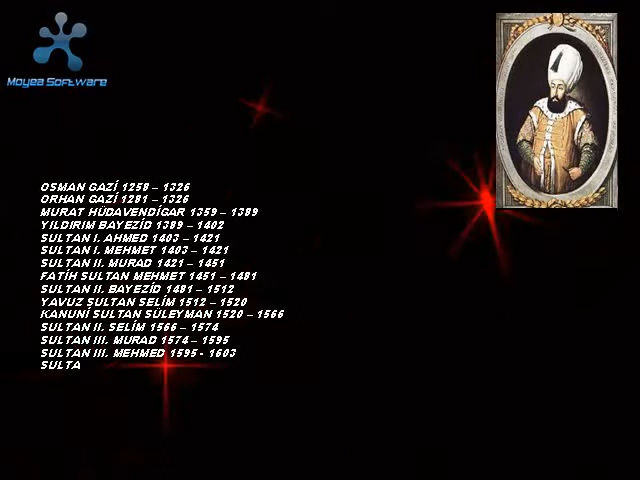 Moyea Software
OSMAN GAZİ 1258 – 1326
ORHAN GAZİ 1281 – 1326
MURAT HÜDAVENDİGAR 1359 – 1389
YILDIRIM BAYEZİD 1389 – 1402
SULTAN I. AHMED 1403 – 1421
SULTAN I. MEHMET 1403 – 1421
SULTAN II. MURAD 1421 – 1451
FATİH SULTAN MEHMET 1451 – 1481
SULTAN II. BAYEZİD 1481 – 1512
YAVUZ SULTAN SELİM 1512 – 1520
KANUNİ SULTAN SÜLEYMAN 1520 – 1566
SULTAN II. SELİM 1566 – 1574
SULTAN III. MURAD 1574 – 1595
SULTAN III. MEHMED 1595 - 1603
SULTA